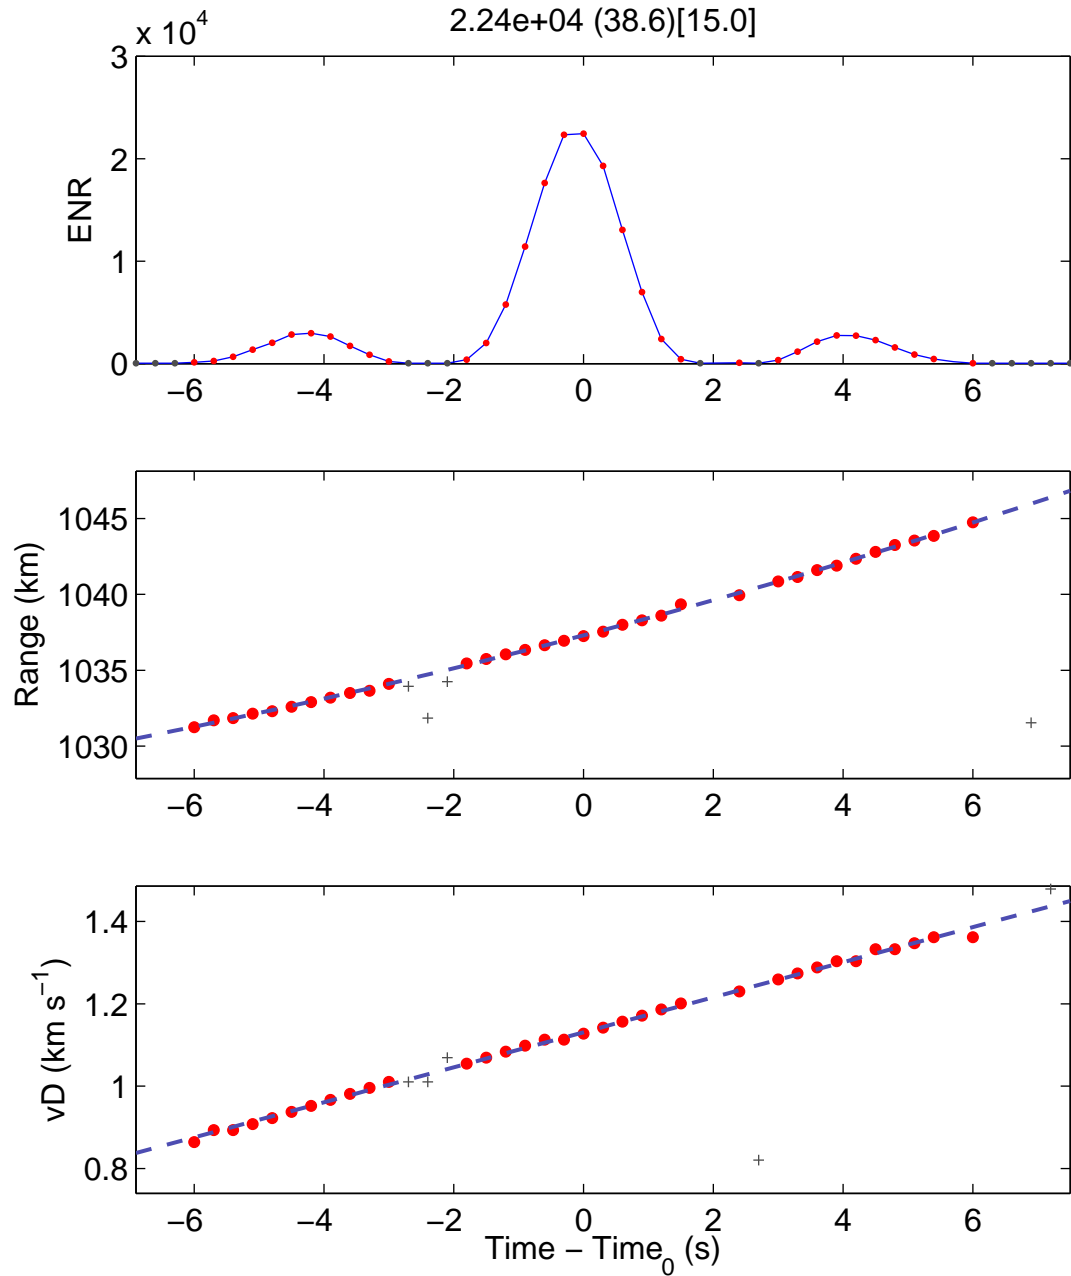 2.24e+04 (38.6)[15.0]
x 10^4
3
2
1
0
ENR
−6 −4 −2 0 2 4 6
1045
1040
1035
1030
Range (km)
−6 −4 −2 0 2 4 6
1.4
1.2
1
0.8
vD (km s^−1)
−6 −4 −2 0 2 4 6
Time − Time_0 (s)